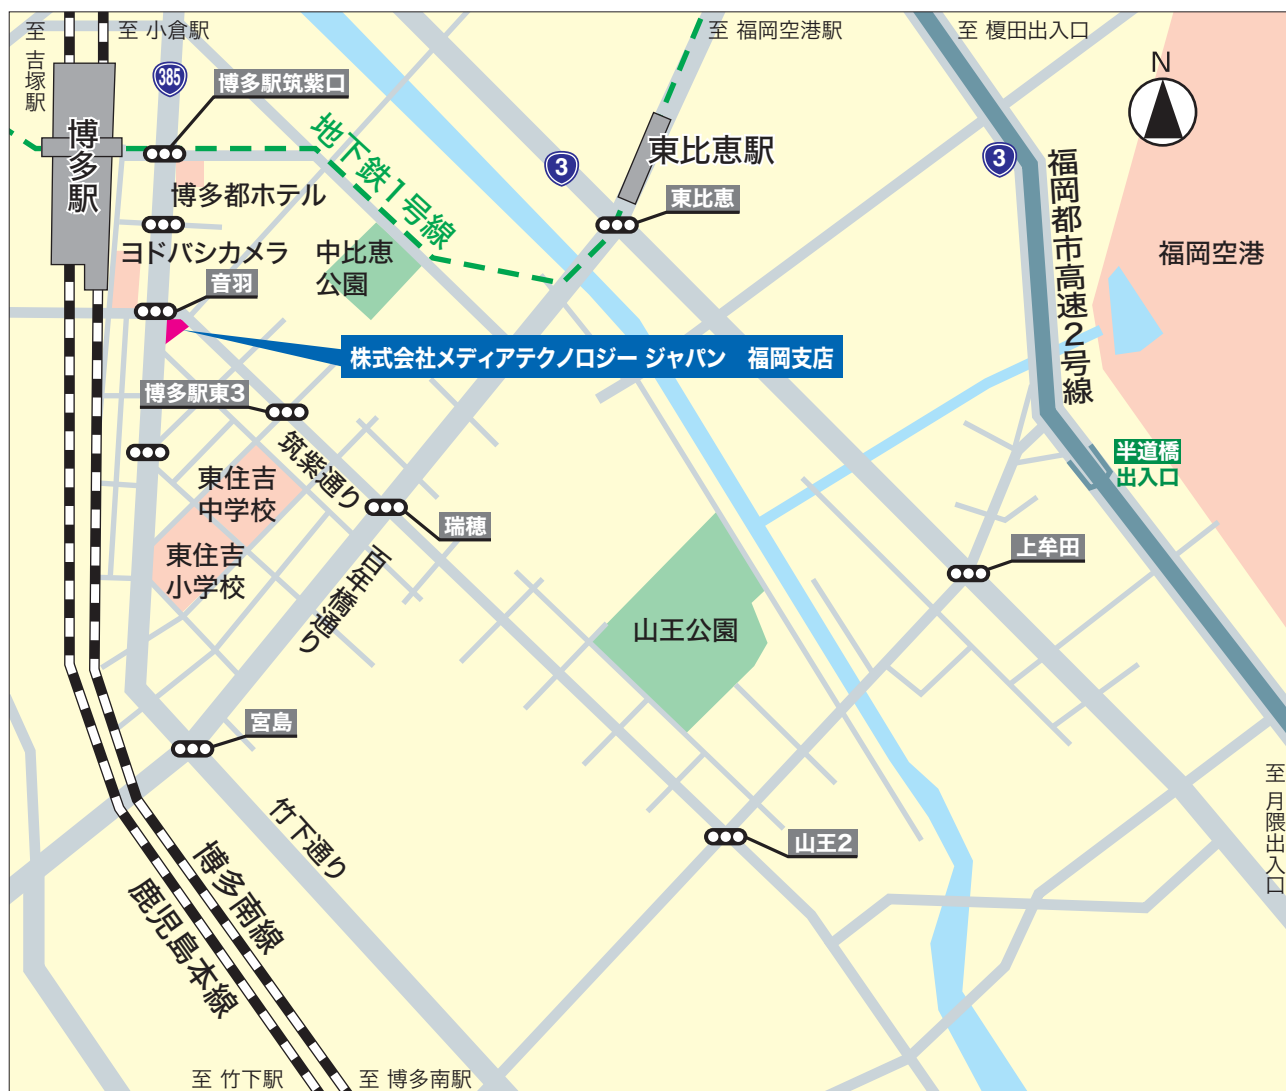 至 吉塚駅
至 小倉駅
至 福岡空港駅
至 榎田出入口
N
385
博多駅筑紫口
博多駅
地下鉄1号線
3
東比恵駅
3
東比恵
博多都ホテル
福岡都市高速2号線
ヨドバシカメラ
中比恵
公園
福岡空港
音羽
株式会社メディアテクノロジー ジャパン 福岡支店
博多駅東3
筑紫通り
半道橋
出入口
東住吉
中学校
瑞穂
上牟田
東住吉
小学校
百年橋通り
山王公園
宮島
至 月隈出入口
竹下通り
山王2
博多南線
鹿児島本線
至 竹下駅
至 博多南駅